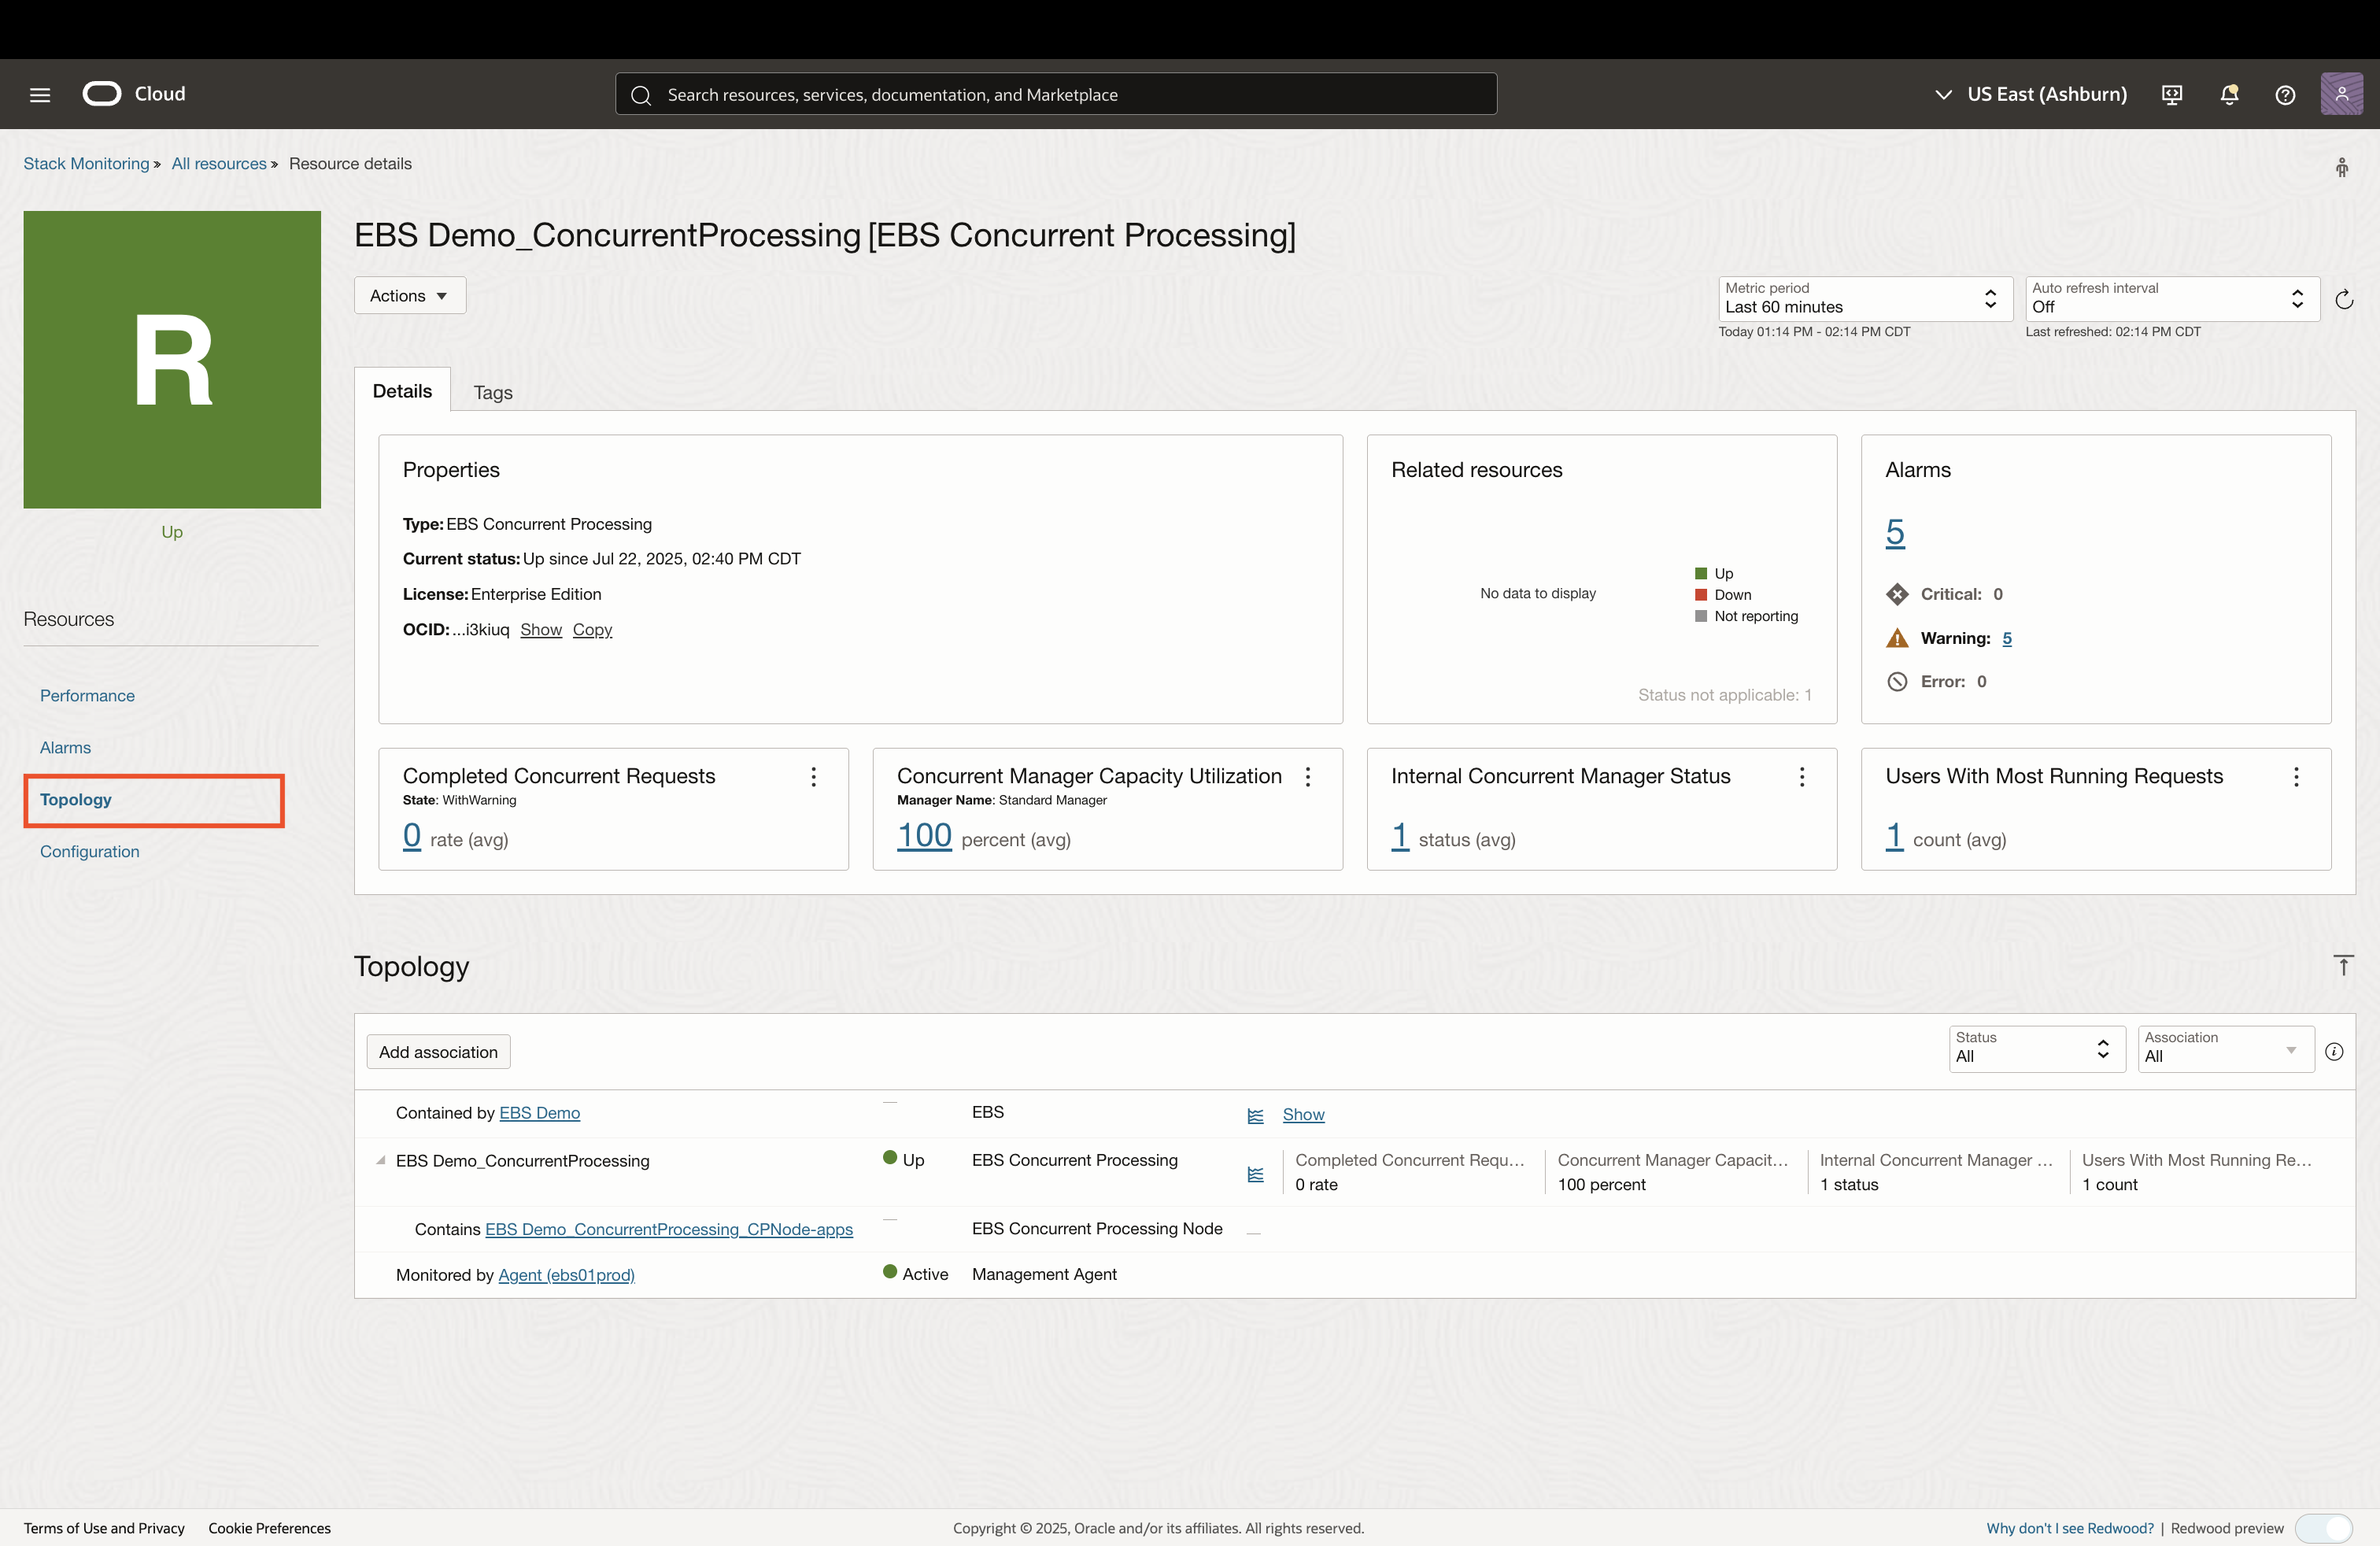 Cloud
Search resources, services, documentation, and Marketplace
US East (Ashburn)
Stack Monitoring » All resources » Resource details
R
Up
Resources
Performance
Alarms
Topology
Configuration
EBS Demo_ConcurrentProcessing [EBS Concurrent Processing]
Actions
Metric period
Last 60 minutes
Today 01:14 PM - 02:14 PM CDT
Auto refresh interval
Off
Last refreshed: 02:14 PM CDT
Details Tags
Properties
Type: EBS Concurrent Processing
Current status: Up since Jul 22, 2025, 02:40 PM CDT
License: Enterprise Edition
OCID: ...i3kiuq Show Copy
Related resources
No data to display
Up
Down
Not reporting
Status not applicable: 1
Alarms
5
Critical: 0
Warning: 5
Error: 0
Completed Concurrent Requests
State: WithWarning
0 rate (avg)
Concurrent Manager Capacity Utilization
Manager Name: Standard Manager
100 percent (avg)
Internal Concurrent Manager Status
1 status (avg)
Users With Most Running Requests
1 count (avg)
Topology
Add association
Status
All
Association
All
Contained by EBS Demo — EBS Show
EBS Demo_ConcurrentProcessing Up EBS Concurrent Processing
Completed Concurrent Requ...
0 rate
Concurrent Manager Capacit...
100 percent
Internal Concurrent Manager ...
1 status
Users With Most Running Re...
1 count
Contains EBS Demo_ConcurrentProcessing_CPNode-apps — EBS Concurrent Processing Node —
Monitored by Agent (ebs01prod) Active Management Agent
Terms of Use and Privacy Cookie Preferences
Copyright © 2025, Oracle and/or its affiliates. All rights reserved.
Why don't I see Redwood? | Redwood preview